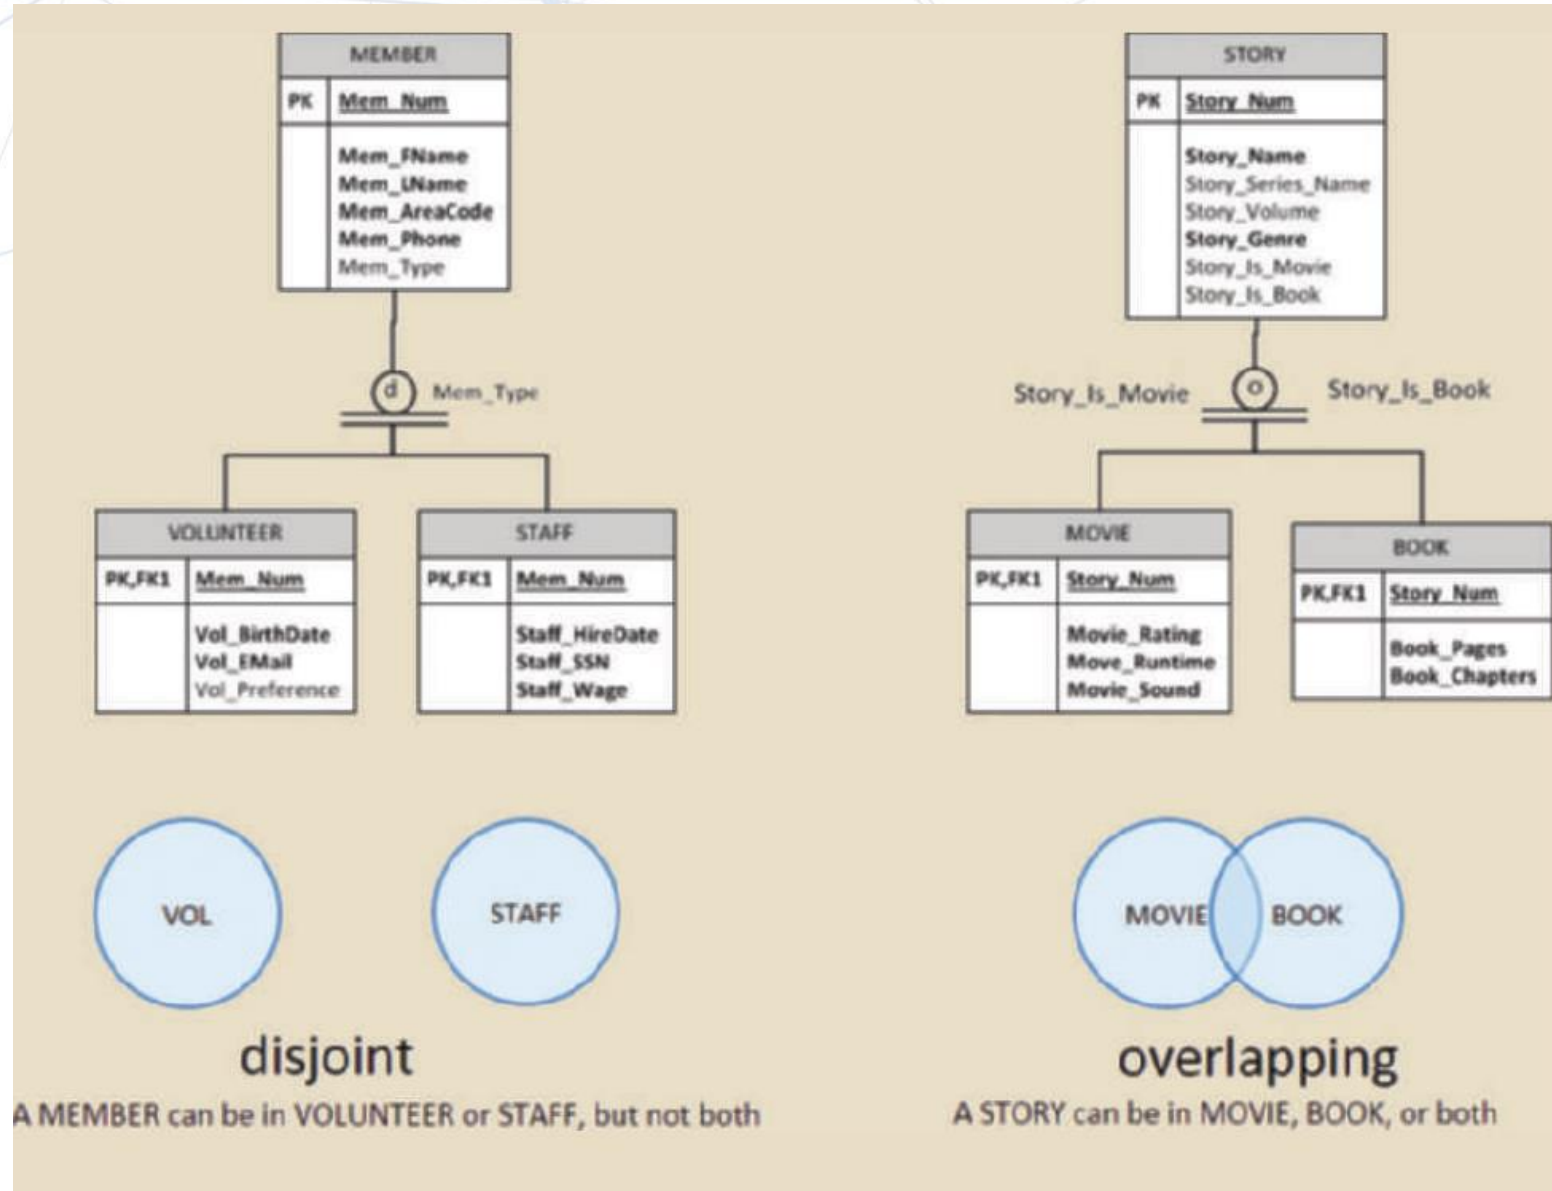 MEMBER
PK Mem_Num
Mem_FName
Mem_LName
Mem_AreaCode
Mem_Phone
Mem_Type
d Mem_Type
VOLUNTEER
PK,FK1 Mem_Num
Vol_BirthDate
Vol_EMail
Vol_Preference
STAFF
PK,FK1 Mem_Num
Staff_HireDate
Staff_SSN
Staff_Wage
VOL
STAFF
disjoint
A MEMBER can be in VOLUNTEER or STAFF, but not both
STORY
PK Story_Num
Story_Name
Story_Series_Name
Story_Volume
Story_Genre
Story_Is_Movie
Story_Is_Book
Story_Is_Movie o Story_Is_Book
MOVIE
PK,FK1 Story_Num
Movie_Rating
Move_Runtime
Movie_Sound
BOOK
PK,FK1 Story_Num
Book_Pages
Book_Chapters
MOVIE
BOOK
overlapping
A STORY can be in MOVIE, BOOK, or both